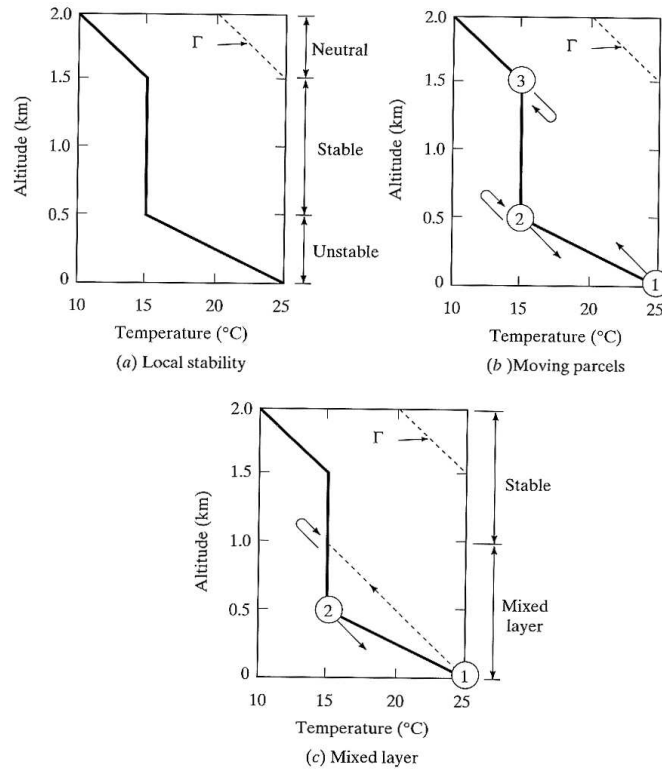 2.0
Γ
Neutral
1.5
Altitude (km)
1.0
Stable
0.5
Unstable
0
10 15 20 25
Temperature (°C)
(a) Local stability
2.0
Γ
1.5
3
Altitude (km)
1.0
0.5
2
0
1
10 15 20 25
Temperature (°C)
(b )Moving parcels
2.0
Γ
1.5
Stable
Altitude (km)
1.0
0.5
2
Mixed
layer
0
1
10 15 20 25
Temperature (°C)
(c) Mixed layer